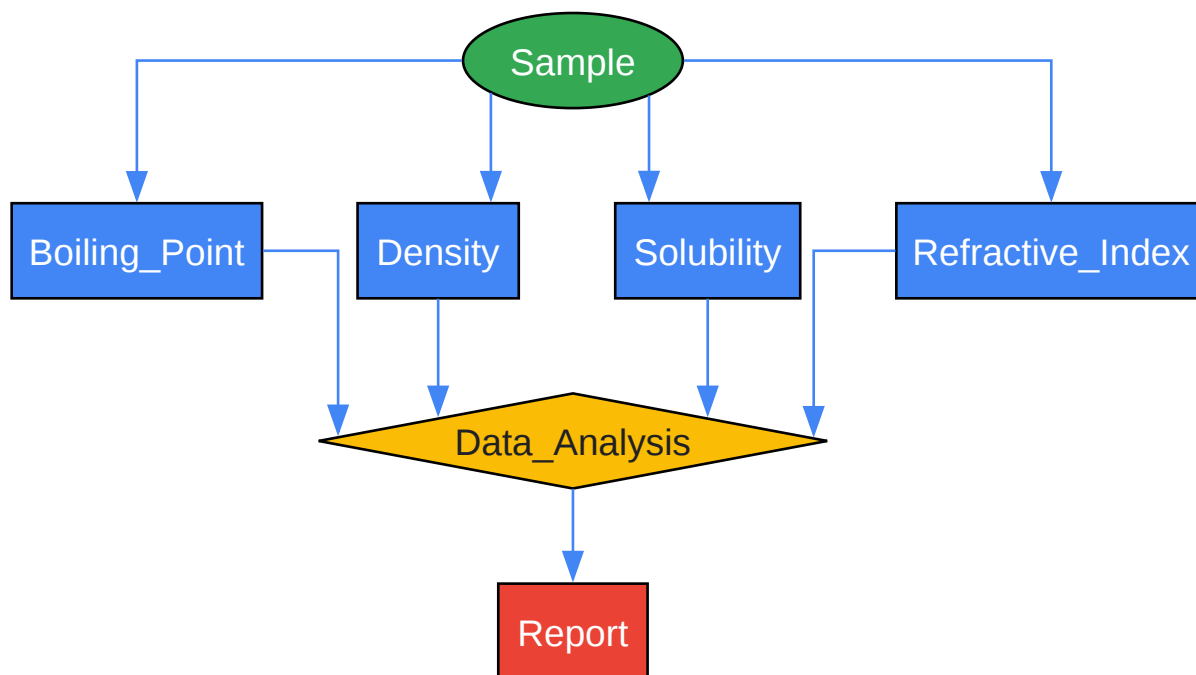 Sample
Boiling_Point
Density
Solubility
Refractive_Index
Data_Analysis
Report